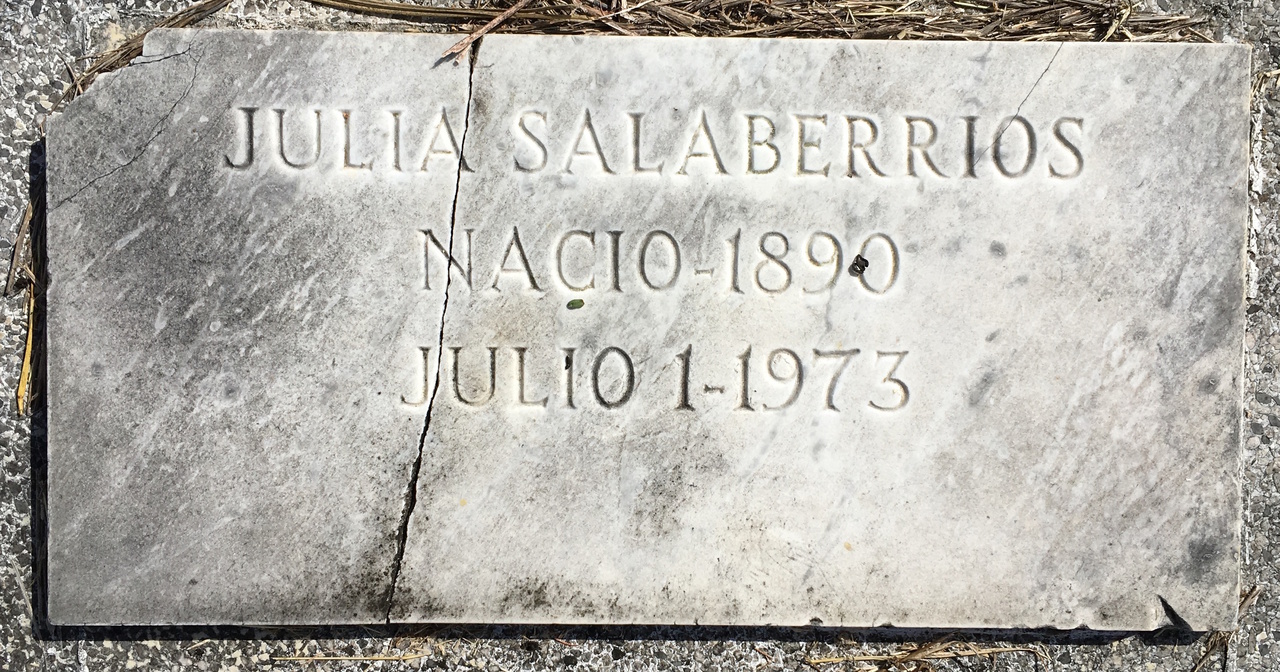 JULIA SALABERRIOS
NACIO-1890
JULIO 1-1973